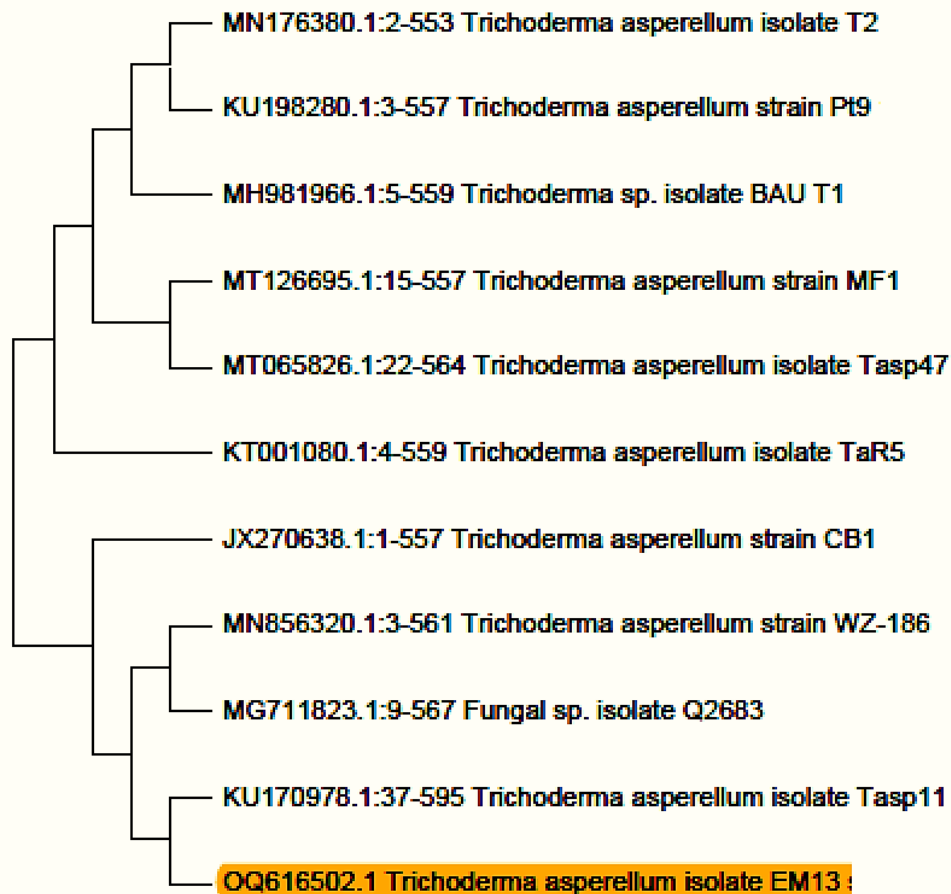 MN176380.1:2-553 Trichoderma asperellum isolate T2
KU198280.1:3-557 Trichoderma asperellum strain Pt9
MH981966.1:5-559 Trichoderma sp. isolate BAU T1
MT126695.1:15-557 Trichoderma asperellum strain MF1
MT065826.1:22-564 Trichoderma asperellum isolate Tasp47
KT001080.1:4-559 Trichoderma asperellum isolate TaR5
JX270638.1:1-557 Trichoderma asperellum strain CB1
MN856320.1:3-561 Trichoderma asperellum strain WZ-186
MG711823.1:9-567 Fungal sp. isolate Q2683
KU170978.1:37-595 Trichoderma asperellum isolate Tasp11
OQ616502.1 Trichoderma asperellum isolate EM13